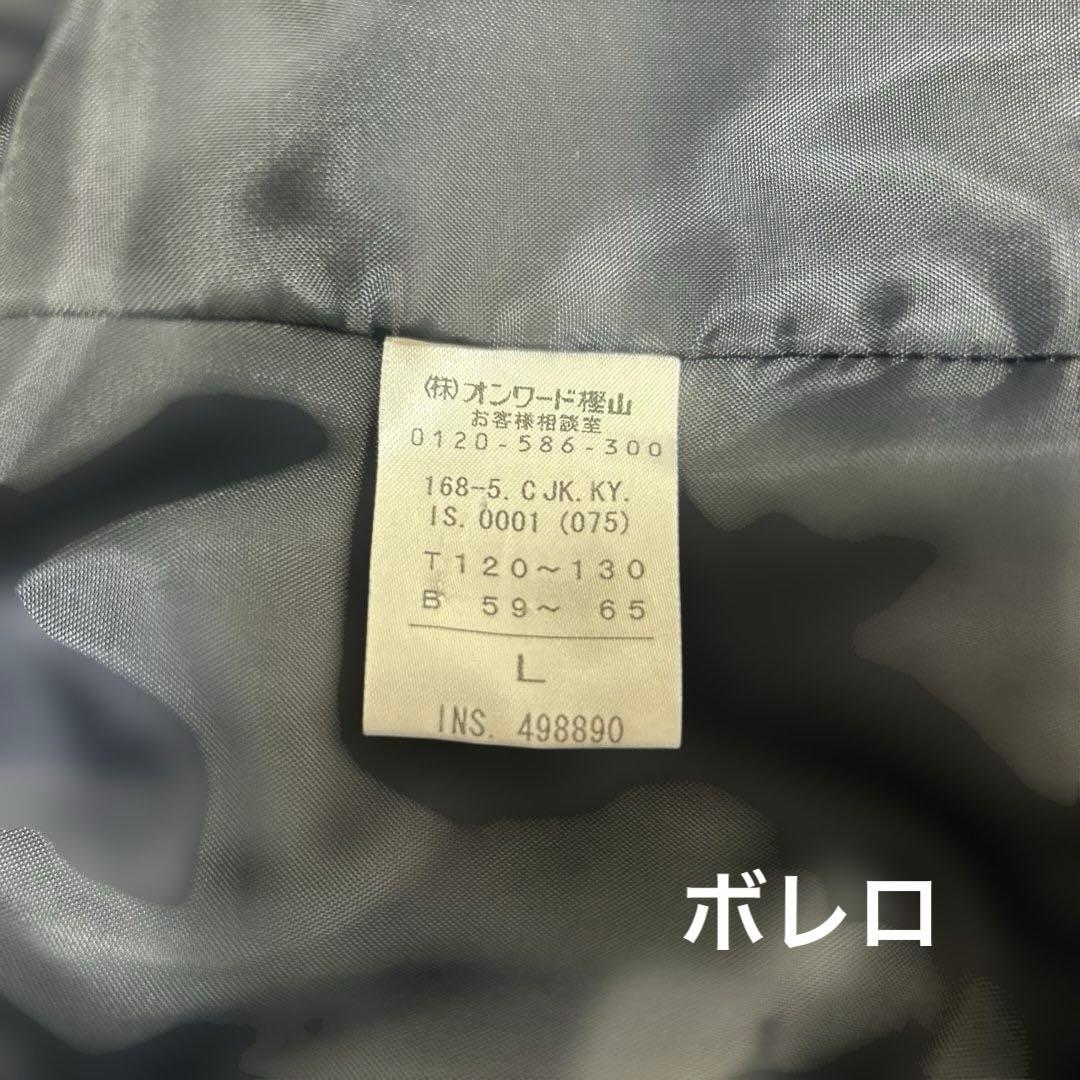 (株)オンワード樫山
お客様相談室
0120-586-300
168-5. CJK. KY.
IS. 0001 (075)
T120～130
B 59～ 65
L
INS. 498890
ボレロ